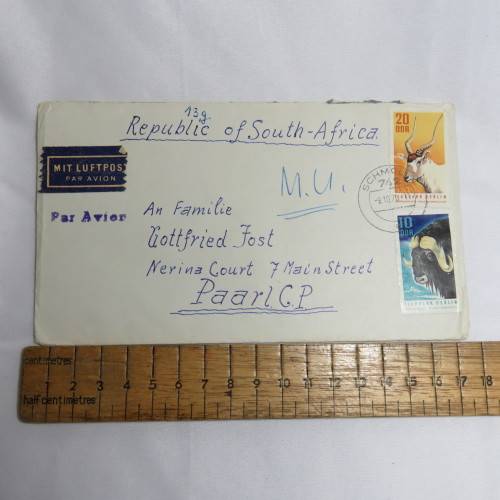 13g
Republic of South-Africa
MIT LUFTPOST
PAR AVION
Par Avion
M.U.
An Familie
Gottfried Jost
Nerina Court 7 Main Street
Paarl C.P.
20
DDR
TIERPARK BERLIN
10
DDR
TIERPARK BERLIN
centimetres
1 2 3 4 5 6 7 8 9 10 11 12 13 14 15 16 17 18
half centimetres